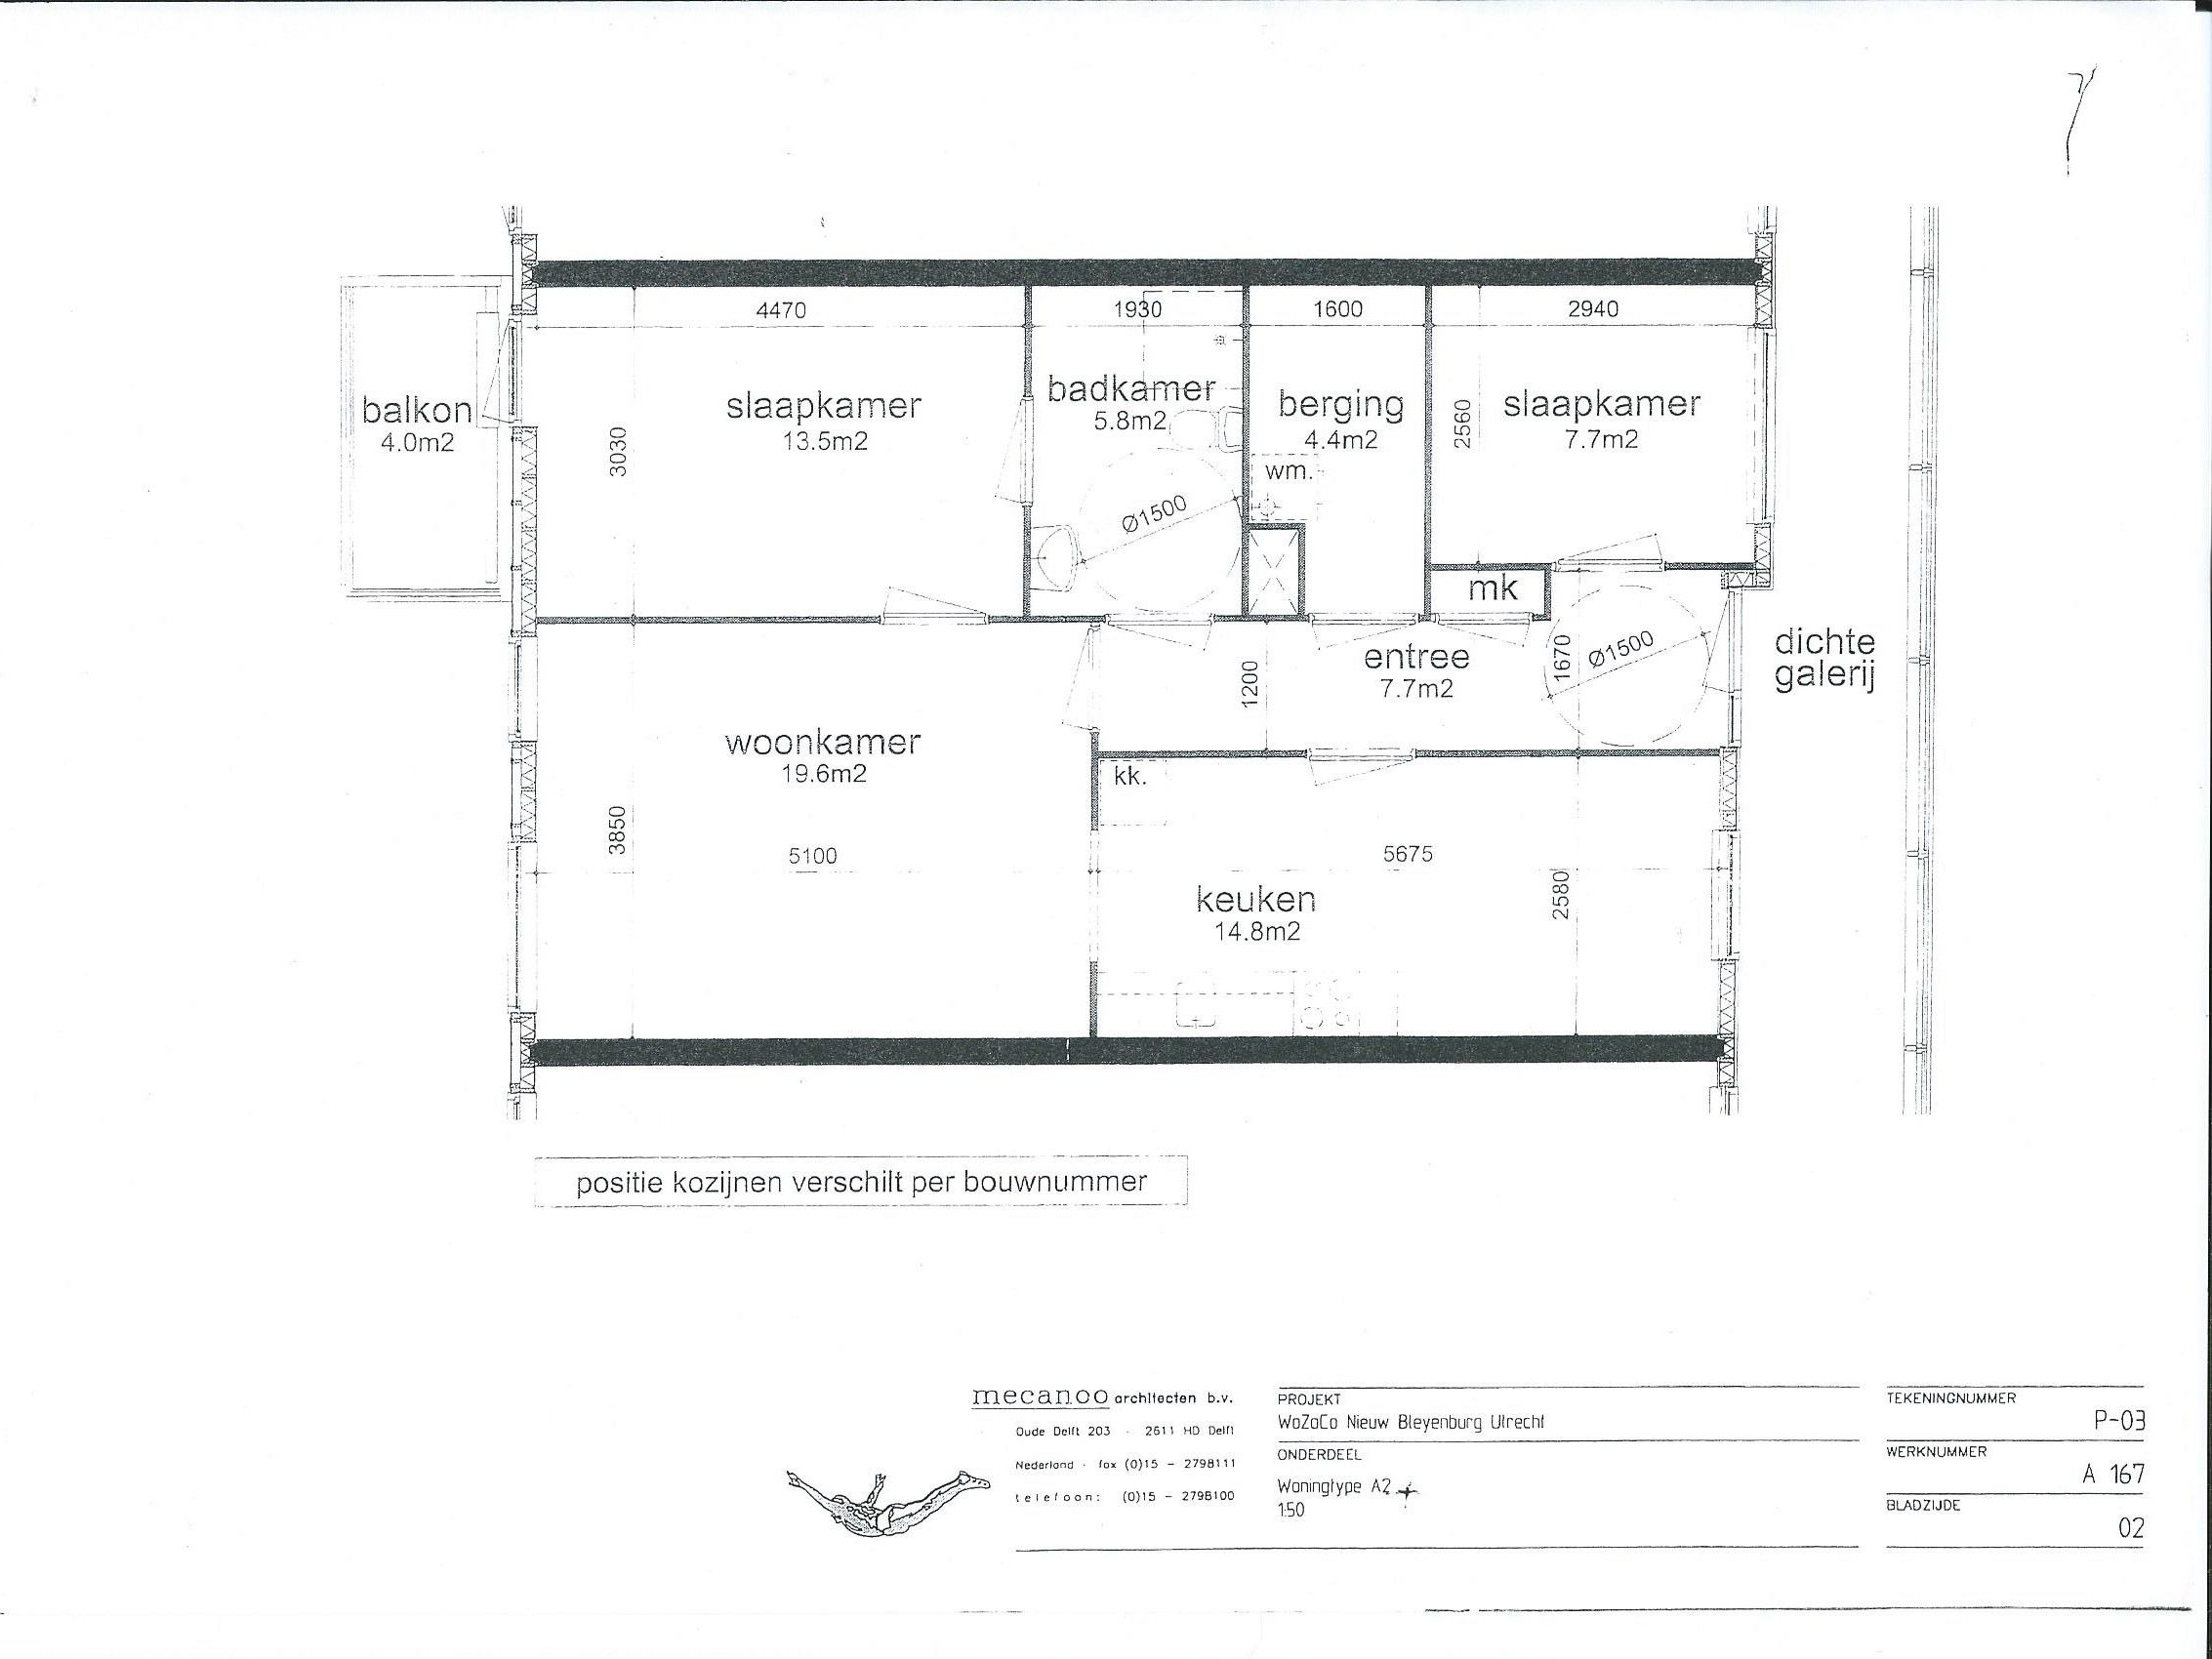 4470
1930
1600
2940
balkon
4.0m2
slaapkamer
13.5m2
3030
badkamer
5.8m2
berging
4.4m2
wm.
2560
slaapkamer
7.7m2
Ø1500
mk
entree
7.7m2
1200
1670
Ø1500
dichte
galerij
woonkamer
19.6m2
3850
5100
kk.
5675
keuken
14.8m2
2580
positie kozijnen verschilt per bouwnummer
mecanoo architecten b.v.
Oude Delft 203 - 2611 HD Delft
Nederland - fax (0)15 - 2798111
telefoon: (0)15 - 2798100
PROJEKT
WoZoCo Nieuw Bleyenburg Utrecht
ONDERDEEL
Woningtype A2
1:50
TEKENINGNUMMER
P-03
WERKNUMMER
A 167
BLADZIJDE
02